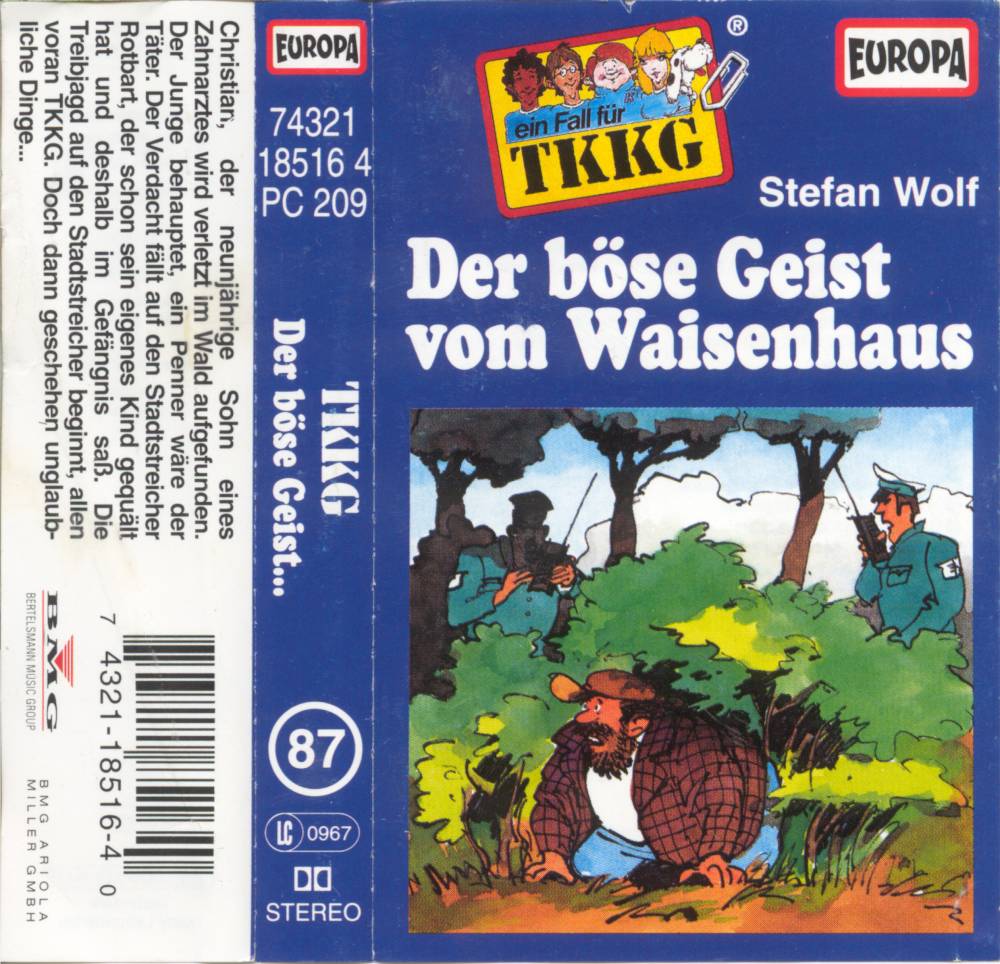 Christian, der neunjährige Sohn eines
Zahnarztes wird verletzt im Wald aufgefunden.
Der Junge behauptet, ein Penner wäre der
Täter. Der Verdacht fällt auf den Stadtstreicher
Rotbart, der schon sein eigenes Kind gequält
hat und deshalb im Gefängnis saß. Die
Treibjagd auf den Stadtstreicher beginnt, allen
voran TKKG. Doch dann geschehen unglaub-
liche Dinge...
BMG
BERTELSMANN MUSIC GROUP
7 4321-18516-4 0
BMG ARIOLA
MILLER GMBH
EUROPA
74321
18516 4
PC 209
TKKG
Der böse Geist...
87
LC 0967
STEREO
ein Fall für
TKKG
®
EUROPA
Stefan Wolf
Der böse Geist
vom Waisenhaus